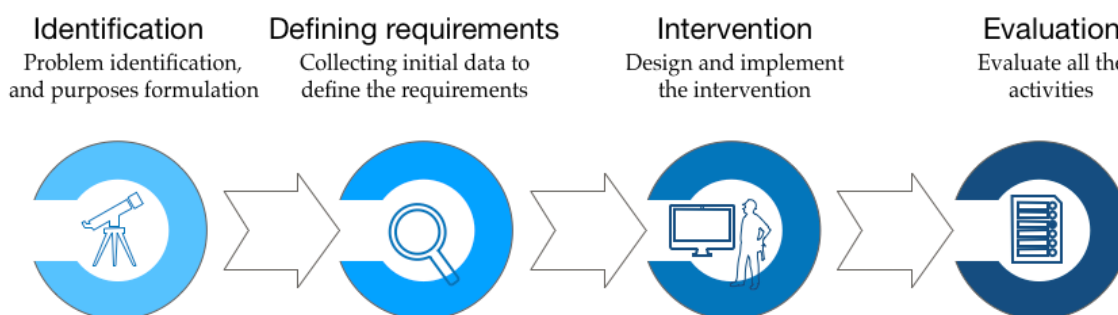 Identification
Problem identification,
and purposes formulation
Defining requirements
Collecting initial data to
define the requirements
Intervention
Design and implement
the intervention
Evaluation
Evaluate all the
activities